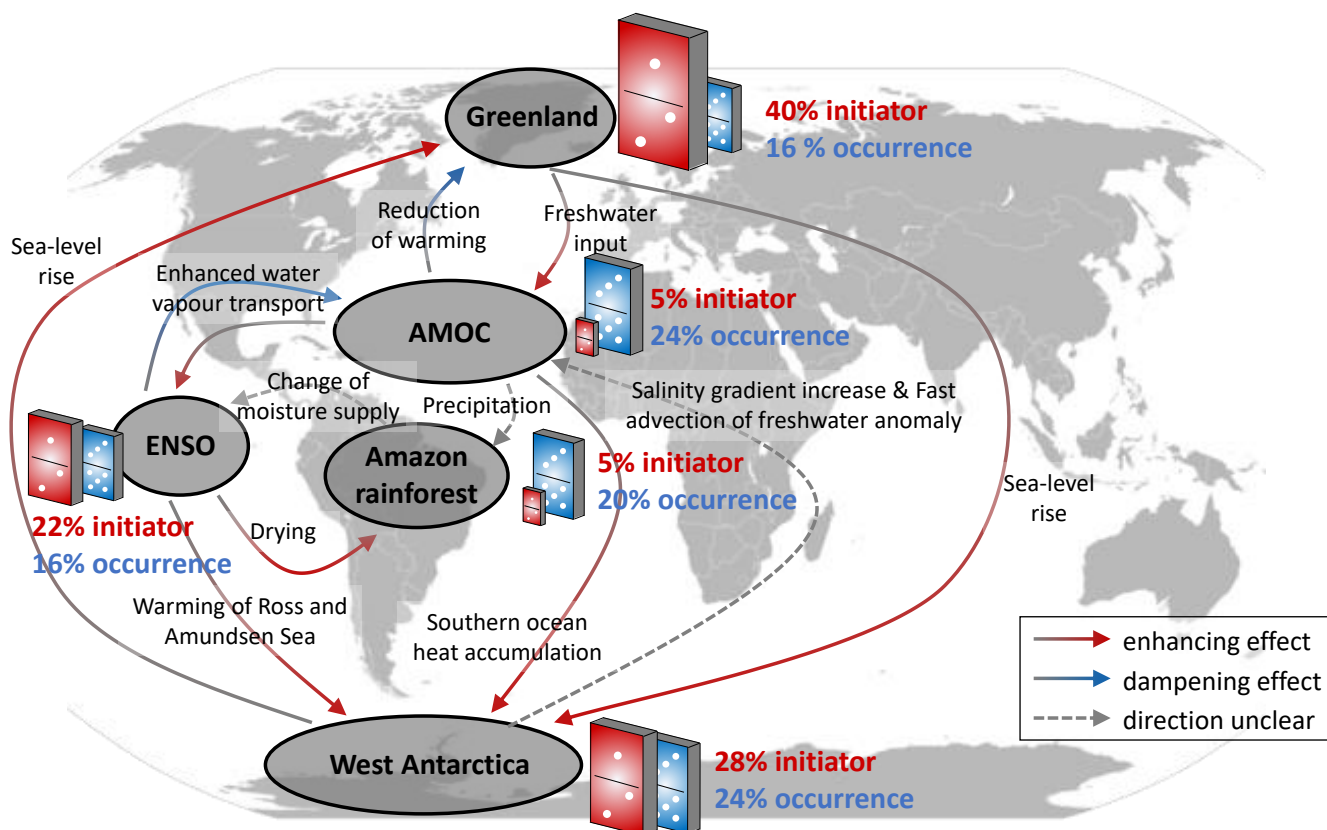 Greenland
40% initiator
16 % occurrence
Sea-level
rise
Reduction
of warming
Freshwater
input
Enhanced water
vapour transport
AMOC
5% initiator
24% occurrence
Change of
moisture supply
Precipitation
Salinity gradient increase & Fast
advection of freshwater anomaly
ENSO
22% initiator
16% occurrence
Amazon
rainforest
5% initiator
20% occurrence
Drying
Sea-level
rise
Warming of Ross and
Amundsen Sea
Southern ocean
heat accumulation
West Antarctica
28% initiator
24% occurrence
enhancing effect
dampening effect
direction unclear